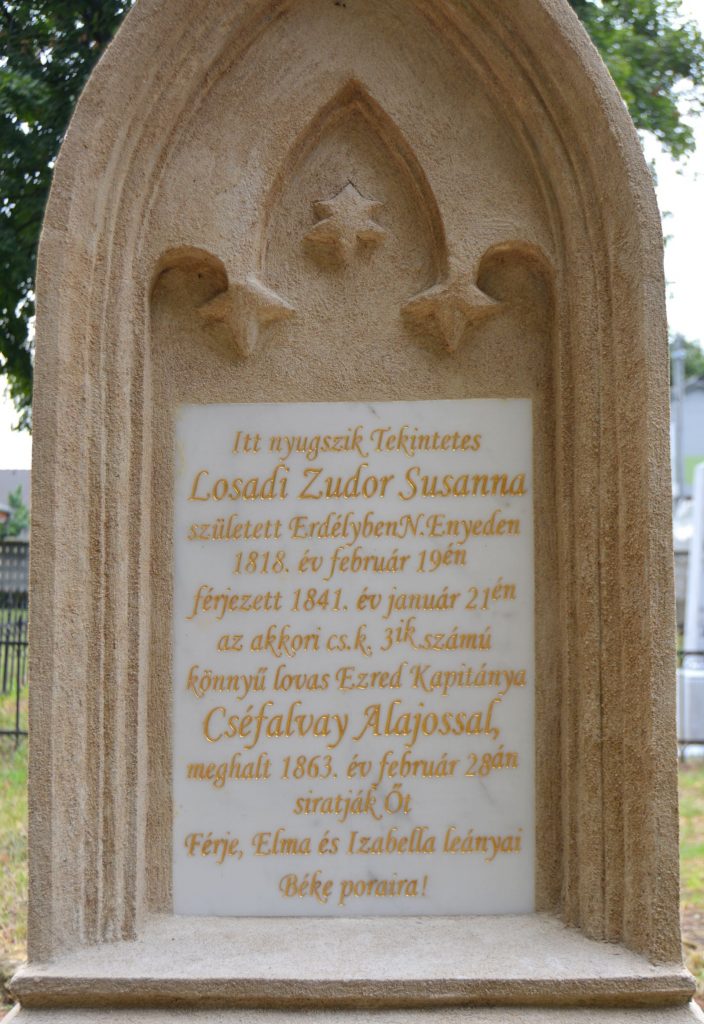 Itt nyugszik Tekintetes
Losadi Zudor Susanna
született ErdélybenN.Enyeden
1818. év február 19én
férjezett 1841. év január 21én
az akkori cs.k. 3ik.számú
könnyű lovas Ezred Kapitánya
Cséfalvay Alajossal,
meghalt 1863. év február 28án
siratják Őt
Férje, Elma és Izabella leányai
Béke poraira!